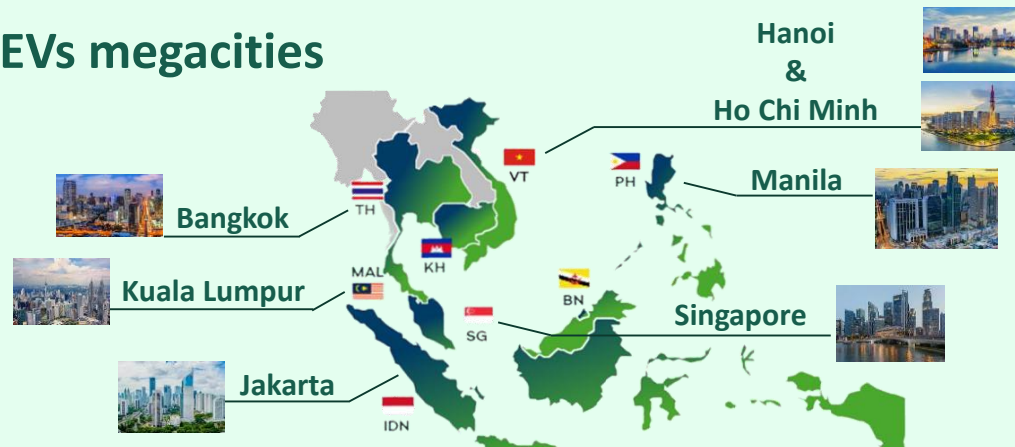 EVs megacities
Hanoi
&
Ho Chi Minh
VT
PH
Manila
TH
Bangkok
KH
MAL
Kuala Lumpur
BN
SG
Singapore
Jakarta
IDN